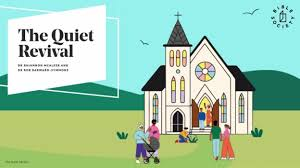 The Quiet
Revival
DR RHIANNON MCALEER AND
DR ROB BARWARD-SYMMONS
BIBLE SOCIETY